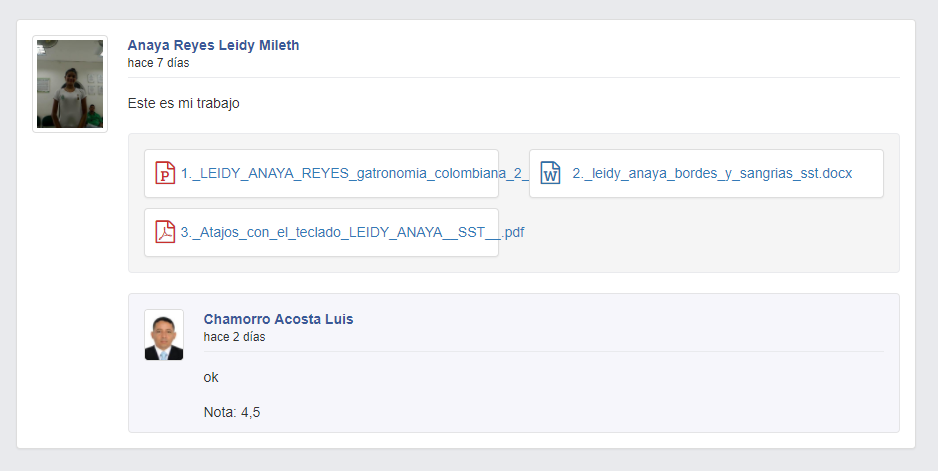 Anaya Reyes Leidy Mileth
hace 7 días
Este es mi trabajo
1._LEIDY_ANAYA_REYES_gatronomia_colombiana_2_
2._leidy_anaya_bordes_y_sangrias_sst.docx
3._Atajos_con_el_teclado_LEIDY_ANAYA__SST__.pdf
Chamorro Acosta Luis
hace 2 días
ok
Nota: 4,5